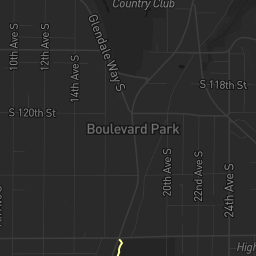 Country Club
10th Ave S
12th Ave S
14th Ave S
Glendale Way S
S 118th St
S 120th St
Boulevard Park
20th Ave S
22nd Ave S
24th Ave S
High